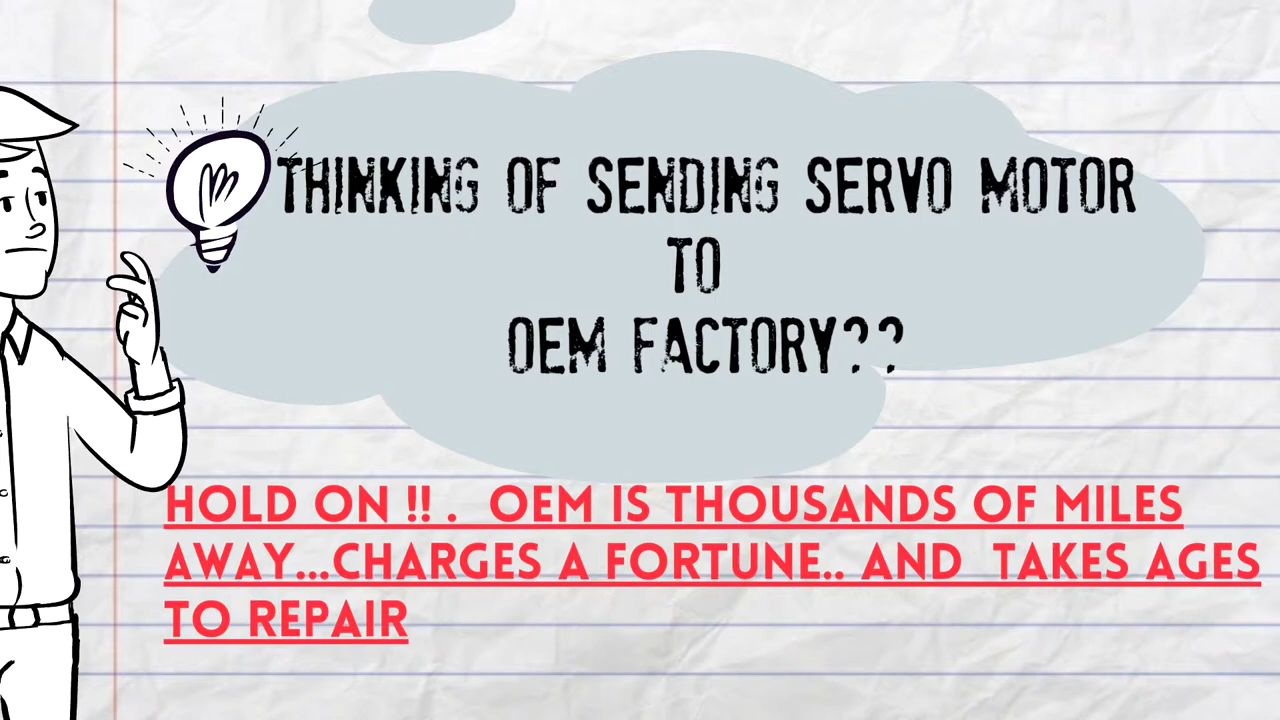 THINKING OF SENDING SERVO MOTOR
TO
OEM FACTORY??
HOLD ON !! .  OEM IS THOUSANDS OF MILES
AWAY...CHARGES A FORTUNE.. AND  TAKES AGES
TO REPAIR